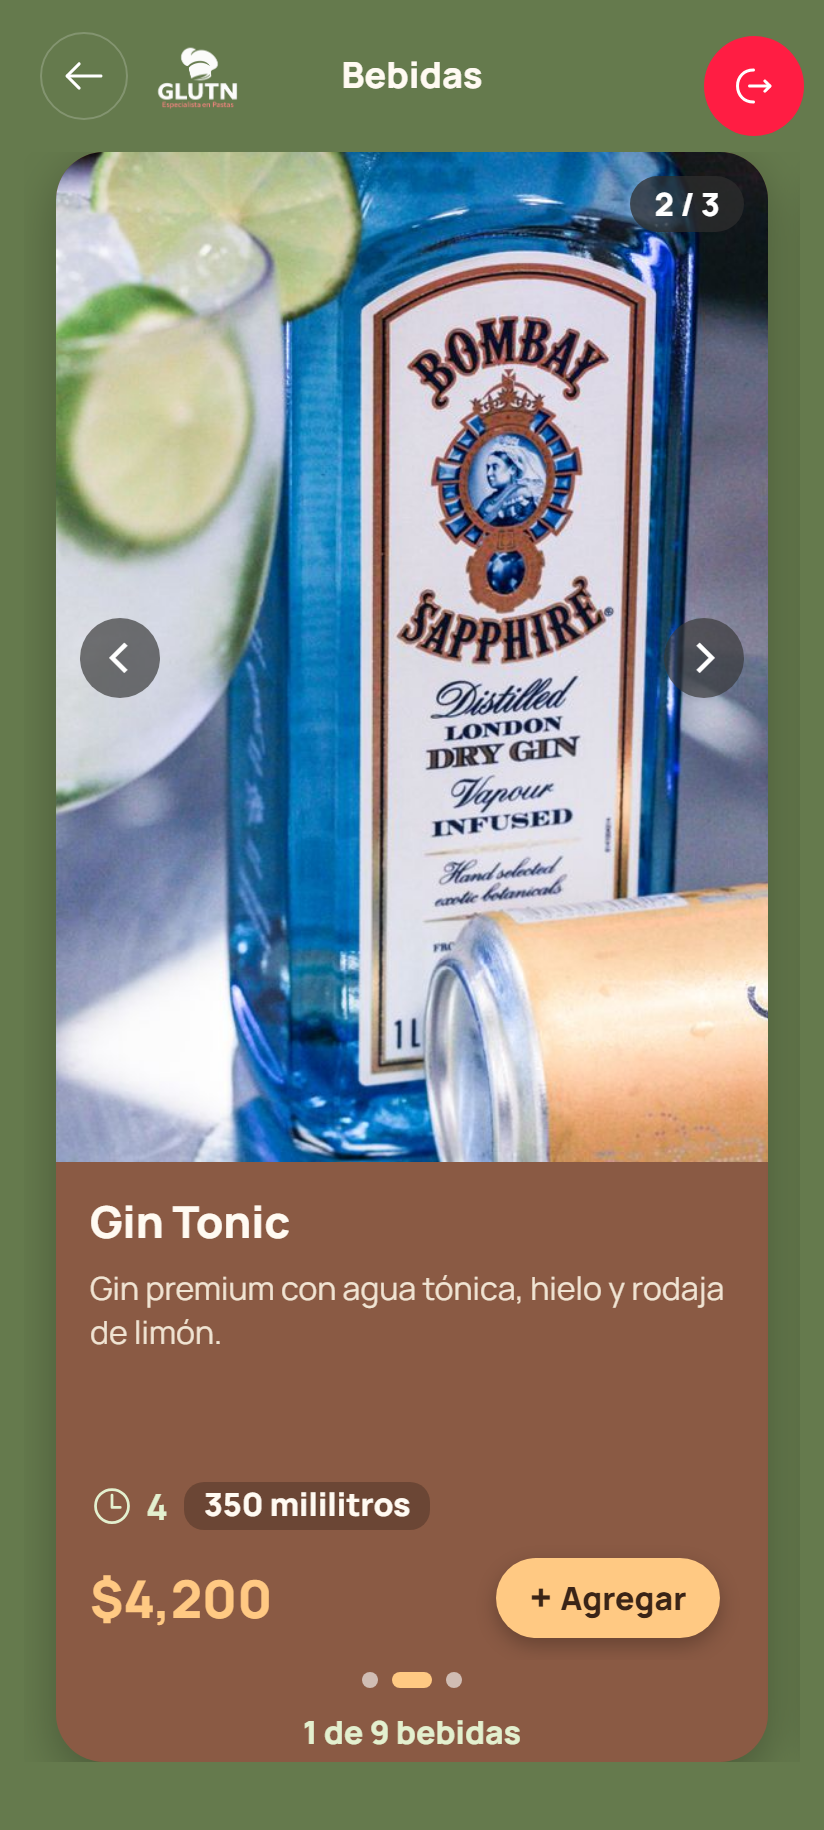 GLUTN
Especialista en Pastas
Bebidas
2 / 3
BOMBAY
SAPPHIRE®
Distilled
LONDON
DRY GIN
Vapour
INFUSED
Hand selected
exotic botanicals
1L
Gin Tonic
Gin premium con agua tónica, hielo y rodaja
de limón.
4
350 mililitros
$4,200
+ Agregar
1 de 9 bebidas